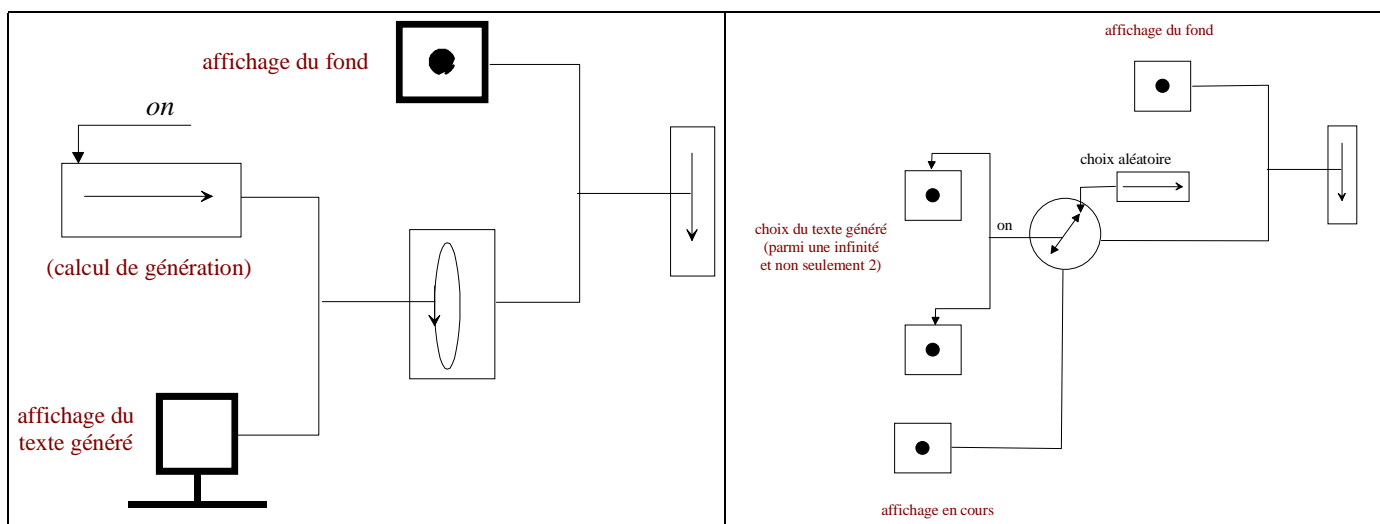 affichage du fond
on
(calcul de génération)
affichage du
texte généré
affichage du fond
choix aléatoire
choix du texte généré
(parmi une infinité
et non seulement 2)
on
affichage en cours